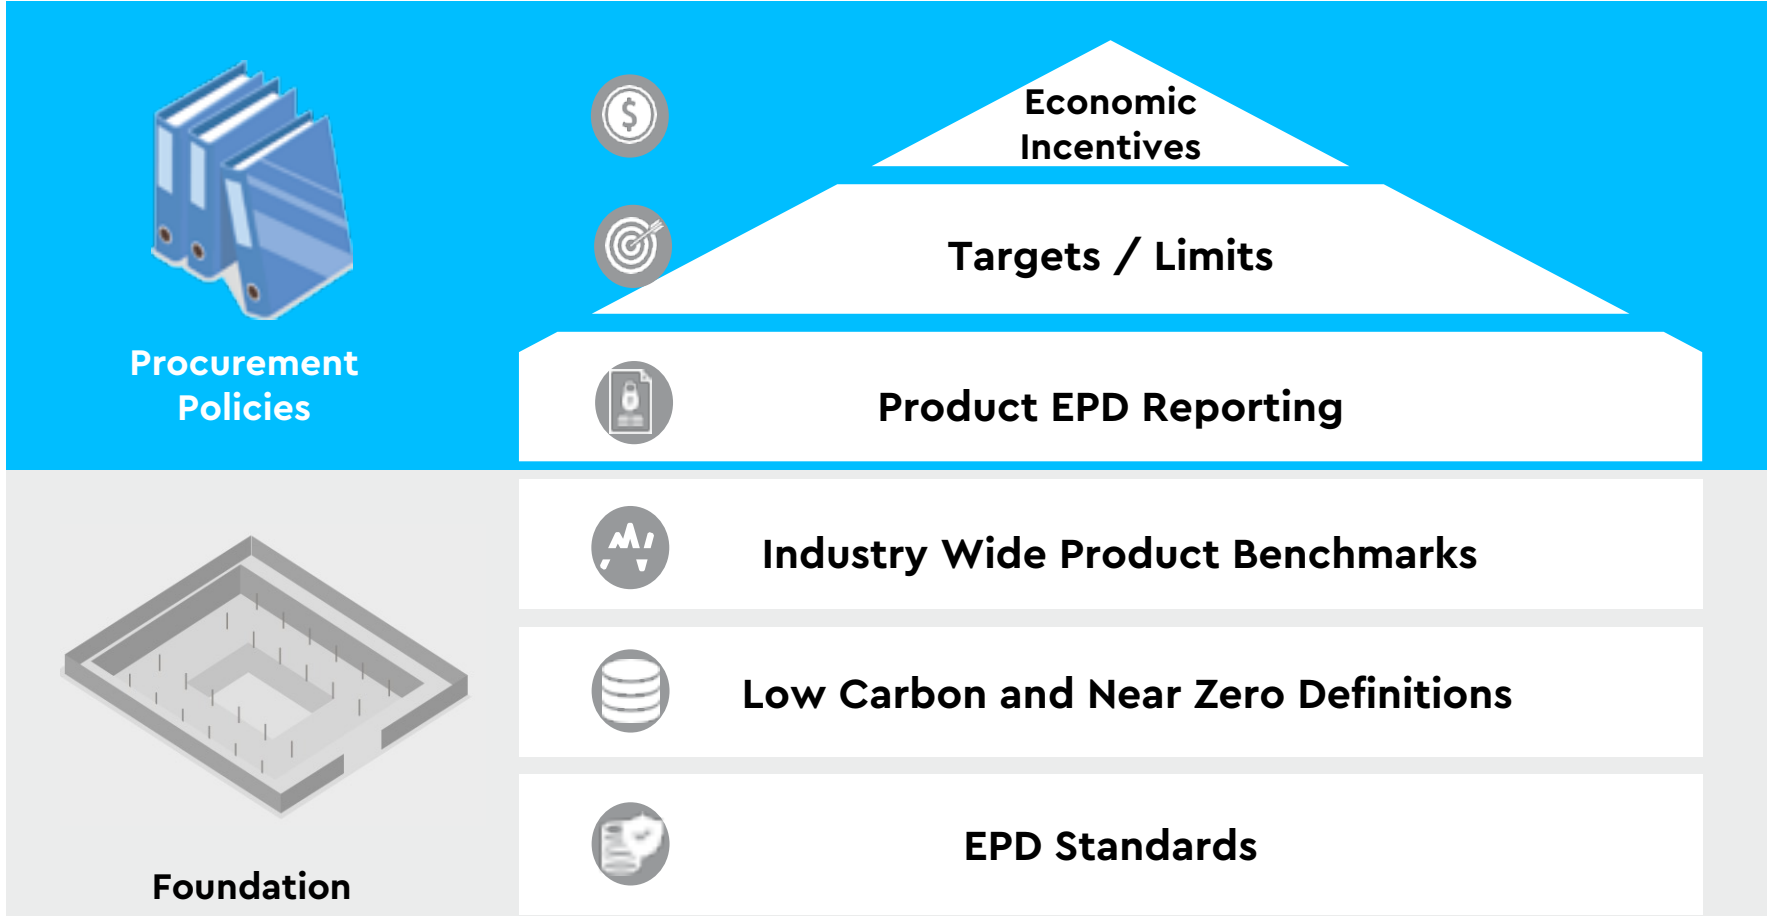 Economic
Incentives
Targets / Limits
Procurement
Policies
Product EPD Reporting
Industry Wide Product Benchmarks
Low Carbon and Near Zero Definitions
EPD Standards
Foundation
$